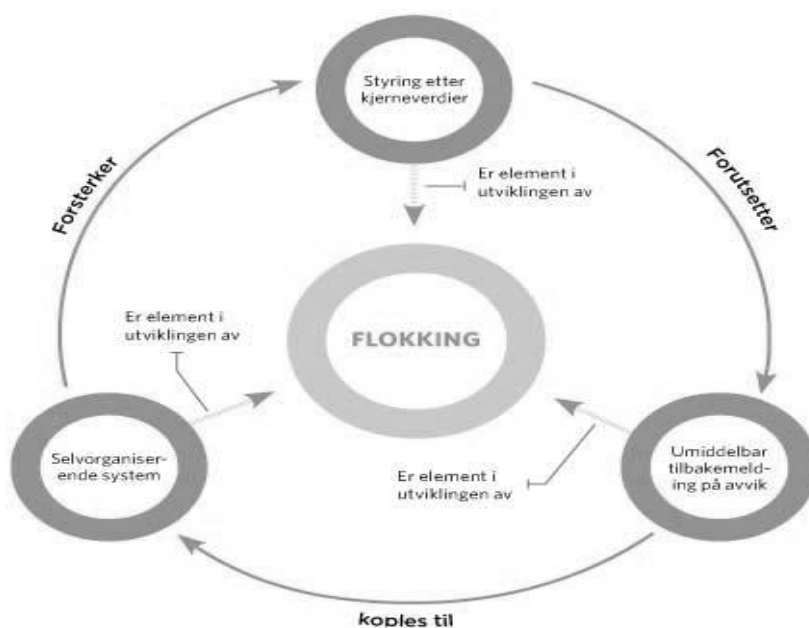 Styring etter
kjerneverdier
Forsterker
Forutsetter
Er element i
utviklingen av
Er element i
utviklingen av
FLOKKING
Selvorganiser-
ende system
Umiddelbar
tilbakemeld-
ing på avvik
Er element i
utviklingen av
koples til